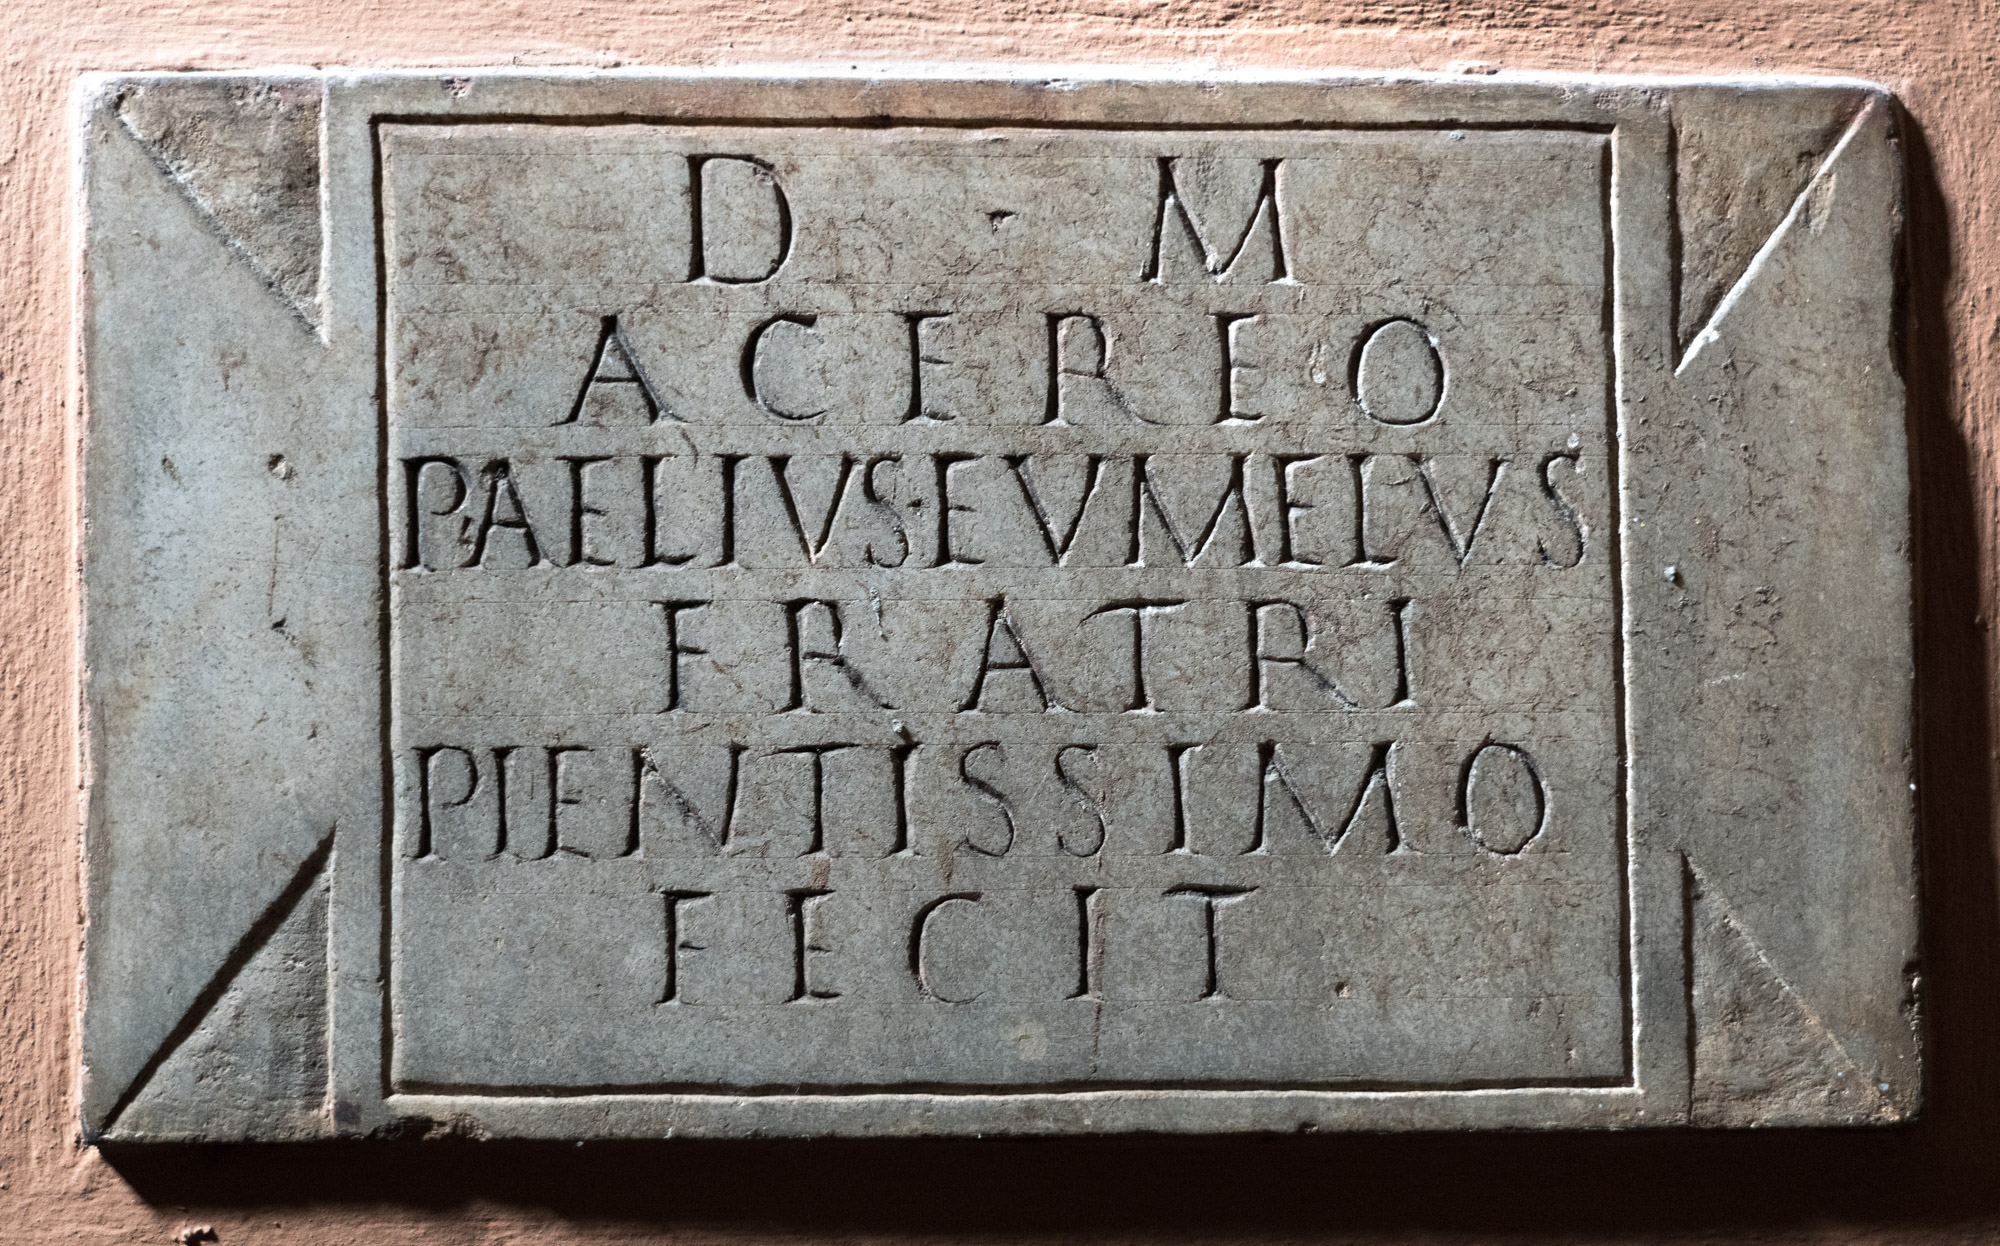 D · M
ACEREO
P·AELIVS·EVMELVS
FRATRI
PIENTISSIMO
FECIT